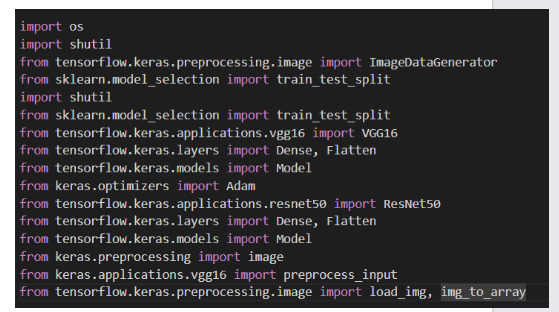 import os
import shutil
from tensorflow.keras.preprocessing.image import ImageDataGenerator
from sklearn.model_selection import train_test_split
import shutil
from sklearn.model_selection import train_test_split
from tensorflow.keras.applications.vgg16 import VGG16
from tensorflow.keras.layers import Dense, Flatten
from tensorflow.keras.models import Model
from keras.optimizers import Adam
from tensorflow.keras.applications.resnet50 import ResNet50
from tensorflow.keras.layers import Dense, Flatten
from tensorflow.keras.models import Model
from keras.preprocessing import image
from keras.applications.vgg16 import preprocess_input
from tensorflow.keras.preprocessing.image import load_img, img_to_array